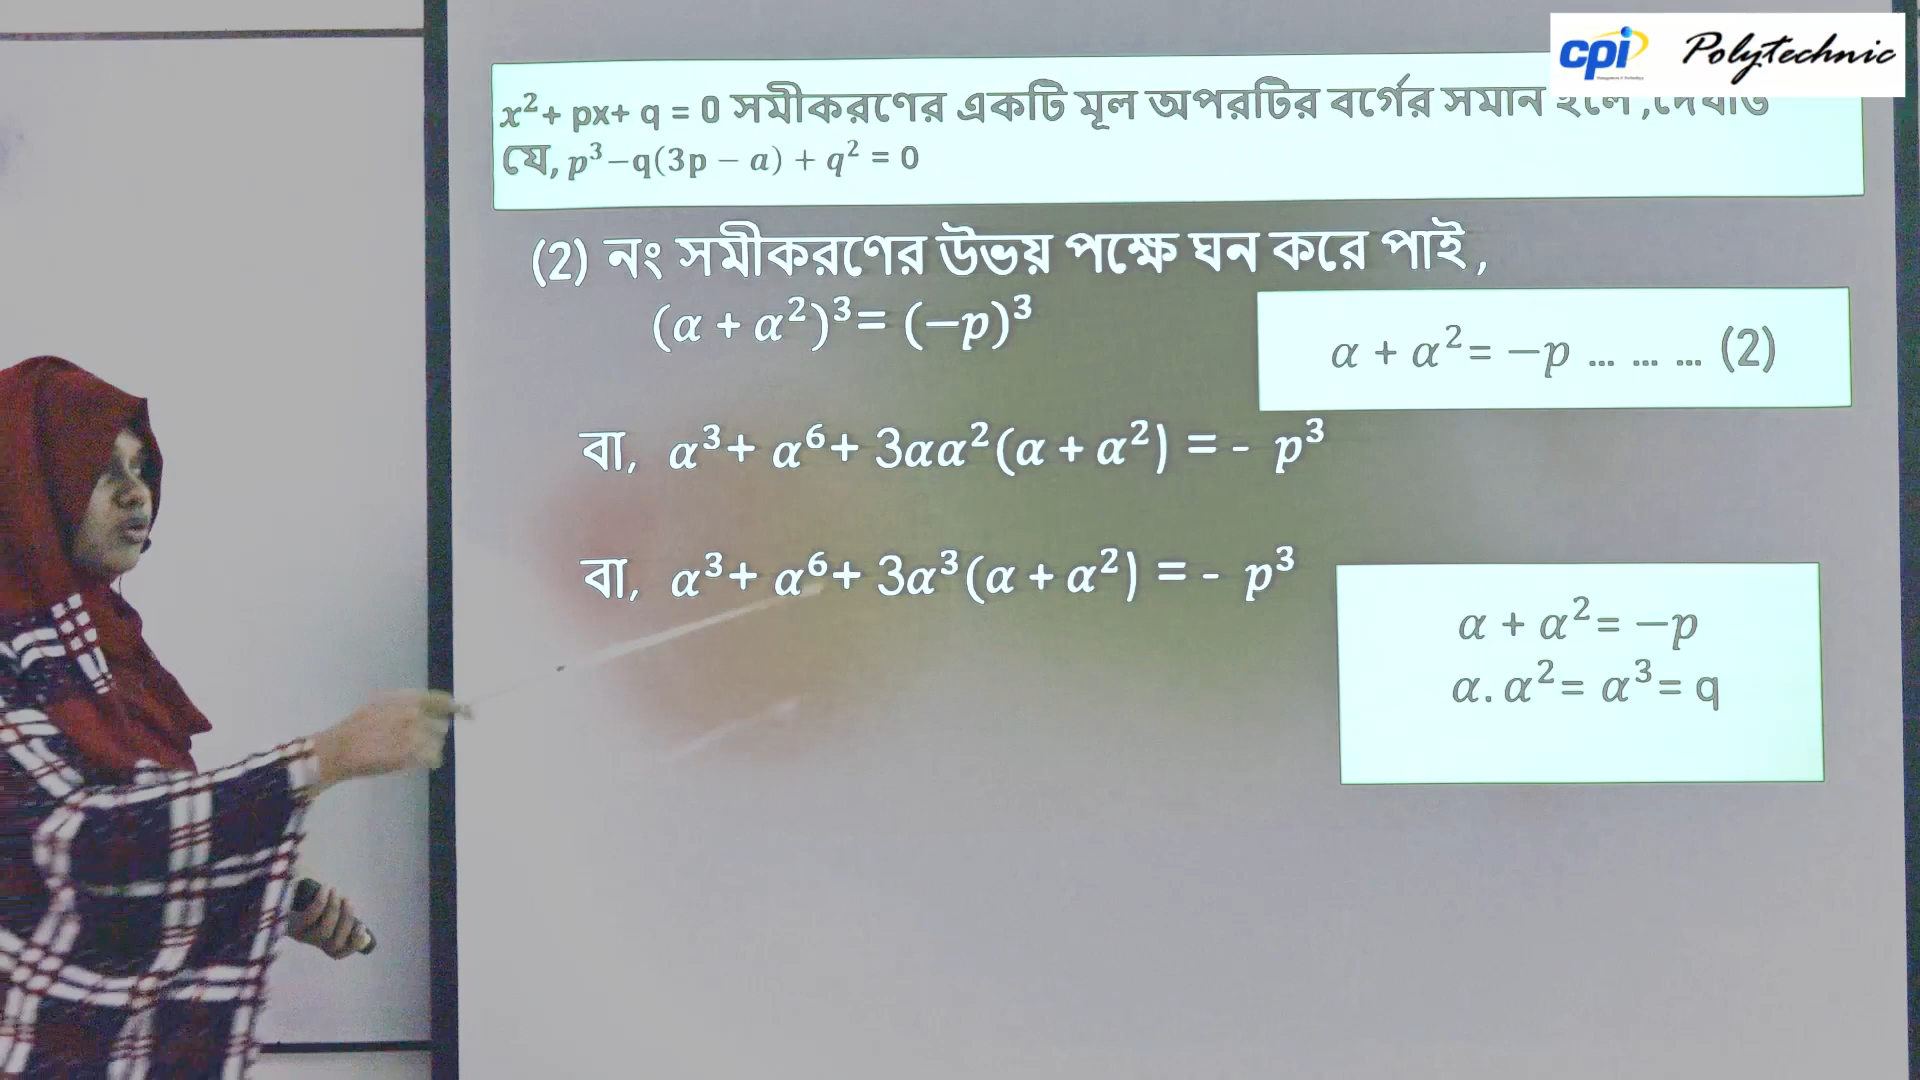 cpi Polytechnic
x²+ px+ q = 0 সমীকরণের একটি মূল অপরটির বর্গের সমান
যে, p³−q(3p − a) + q² = 0
(2) নং সমীকরণের উভয় পক্ষে ঘন করে পাই,
(α + α²)³= (−p)³
α + α²= −p ... ... ... (2)
বা, α³+ α⁶+ 3αα²(α + α²) = - p³
বা, α³+ α⁶+ 3α³(α + α²) = - p³
α + α²= −p
α. α²= α³= q